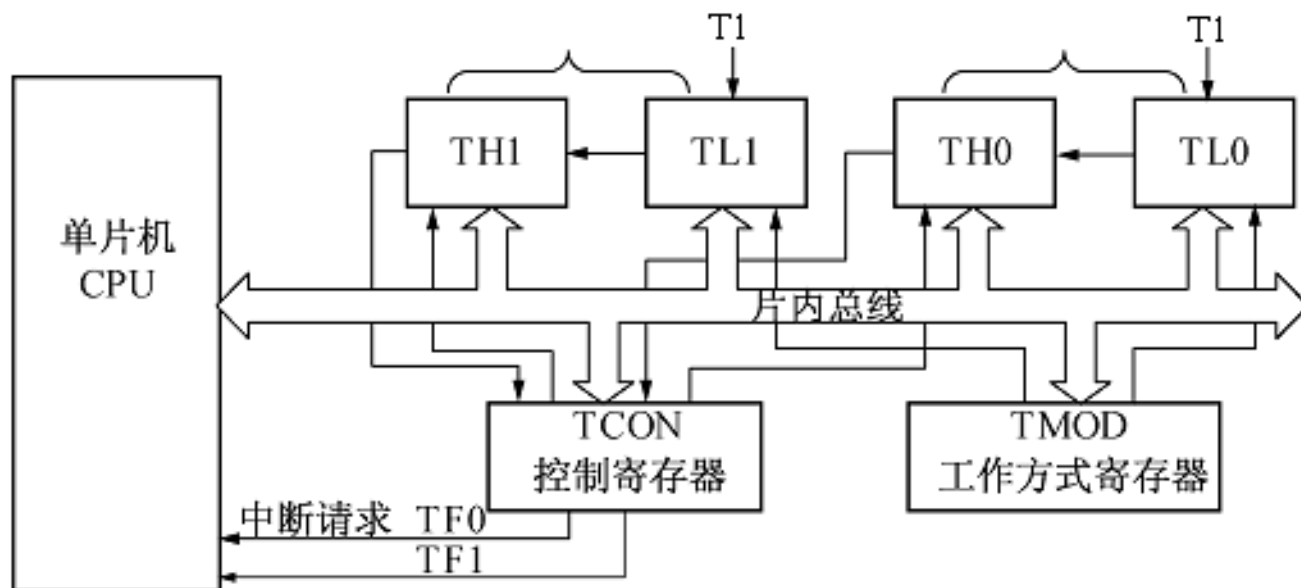 T1
T1
TH1
TL1
TH0
TL0
单片机
CPU
片内总线
TCON
控制寄存器
TMOD
工作方式寄存器
中断请求 TF0
TF1